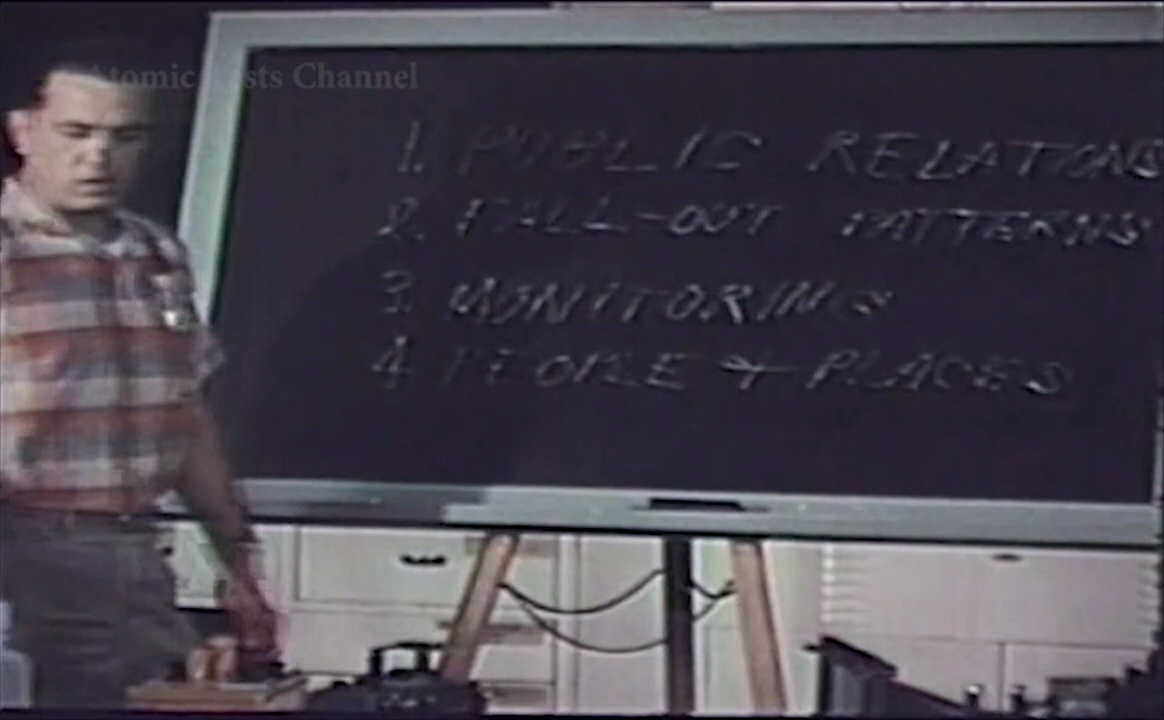 Atomic Tests Channel
1. PUBLIC RELATIONS
2. FALL-OUT PATTERNS
3. MONITORING
4. PEOPLE + PLACES